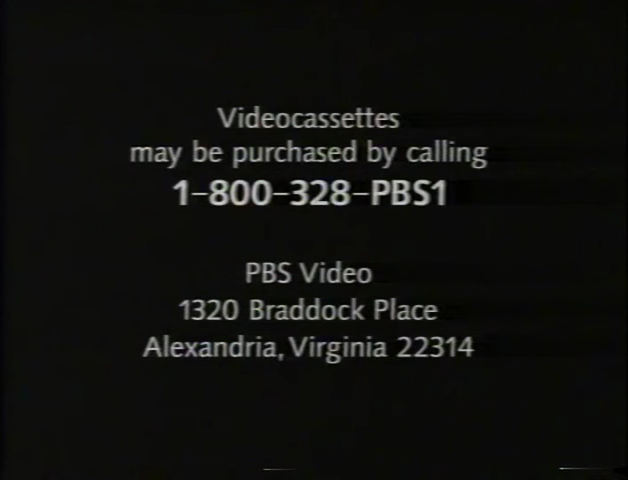 Videocassettes
may be purchased by calling
1-800-328-PBS1
PBS Video
1320 Braddock Place
Alexandria, Virginia 22314